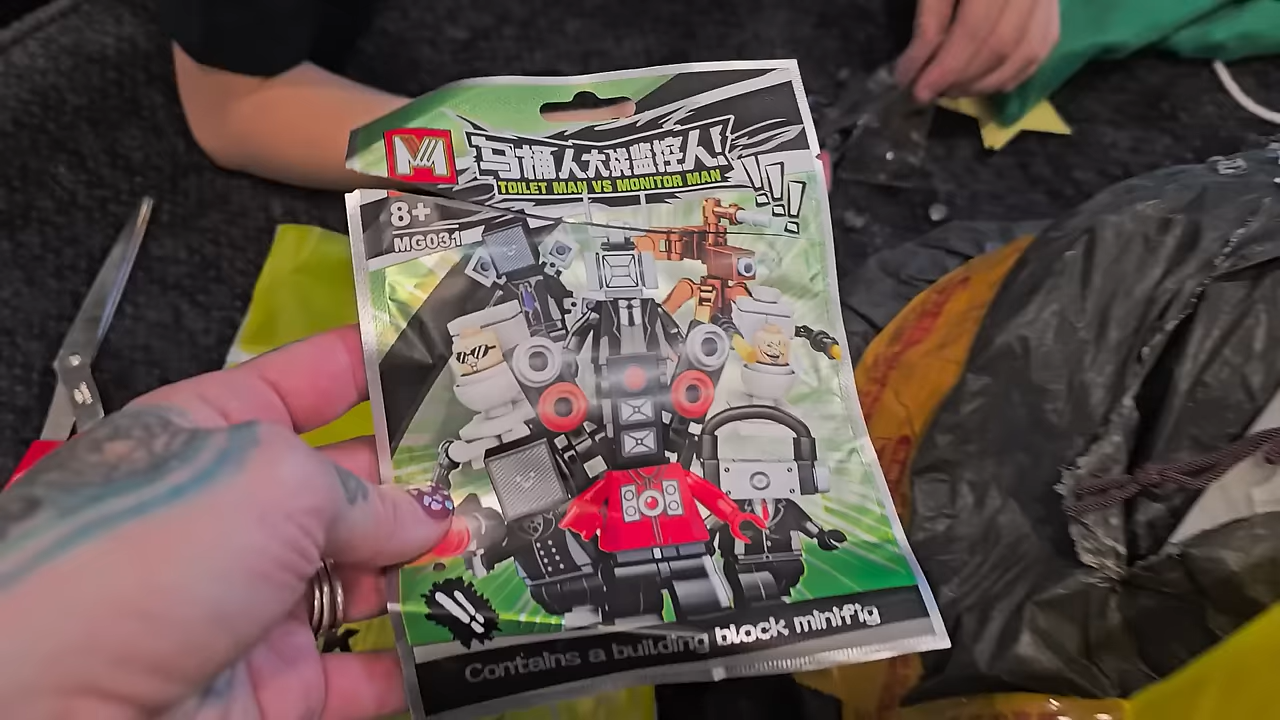 马桶人大战监控人!!!!
TOILET MAN VS MONITOR MAN
8+
MG031
Contains a building block minifig